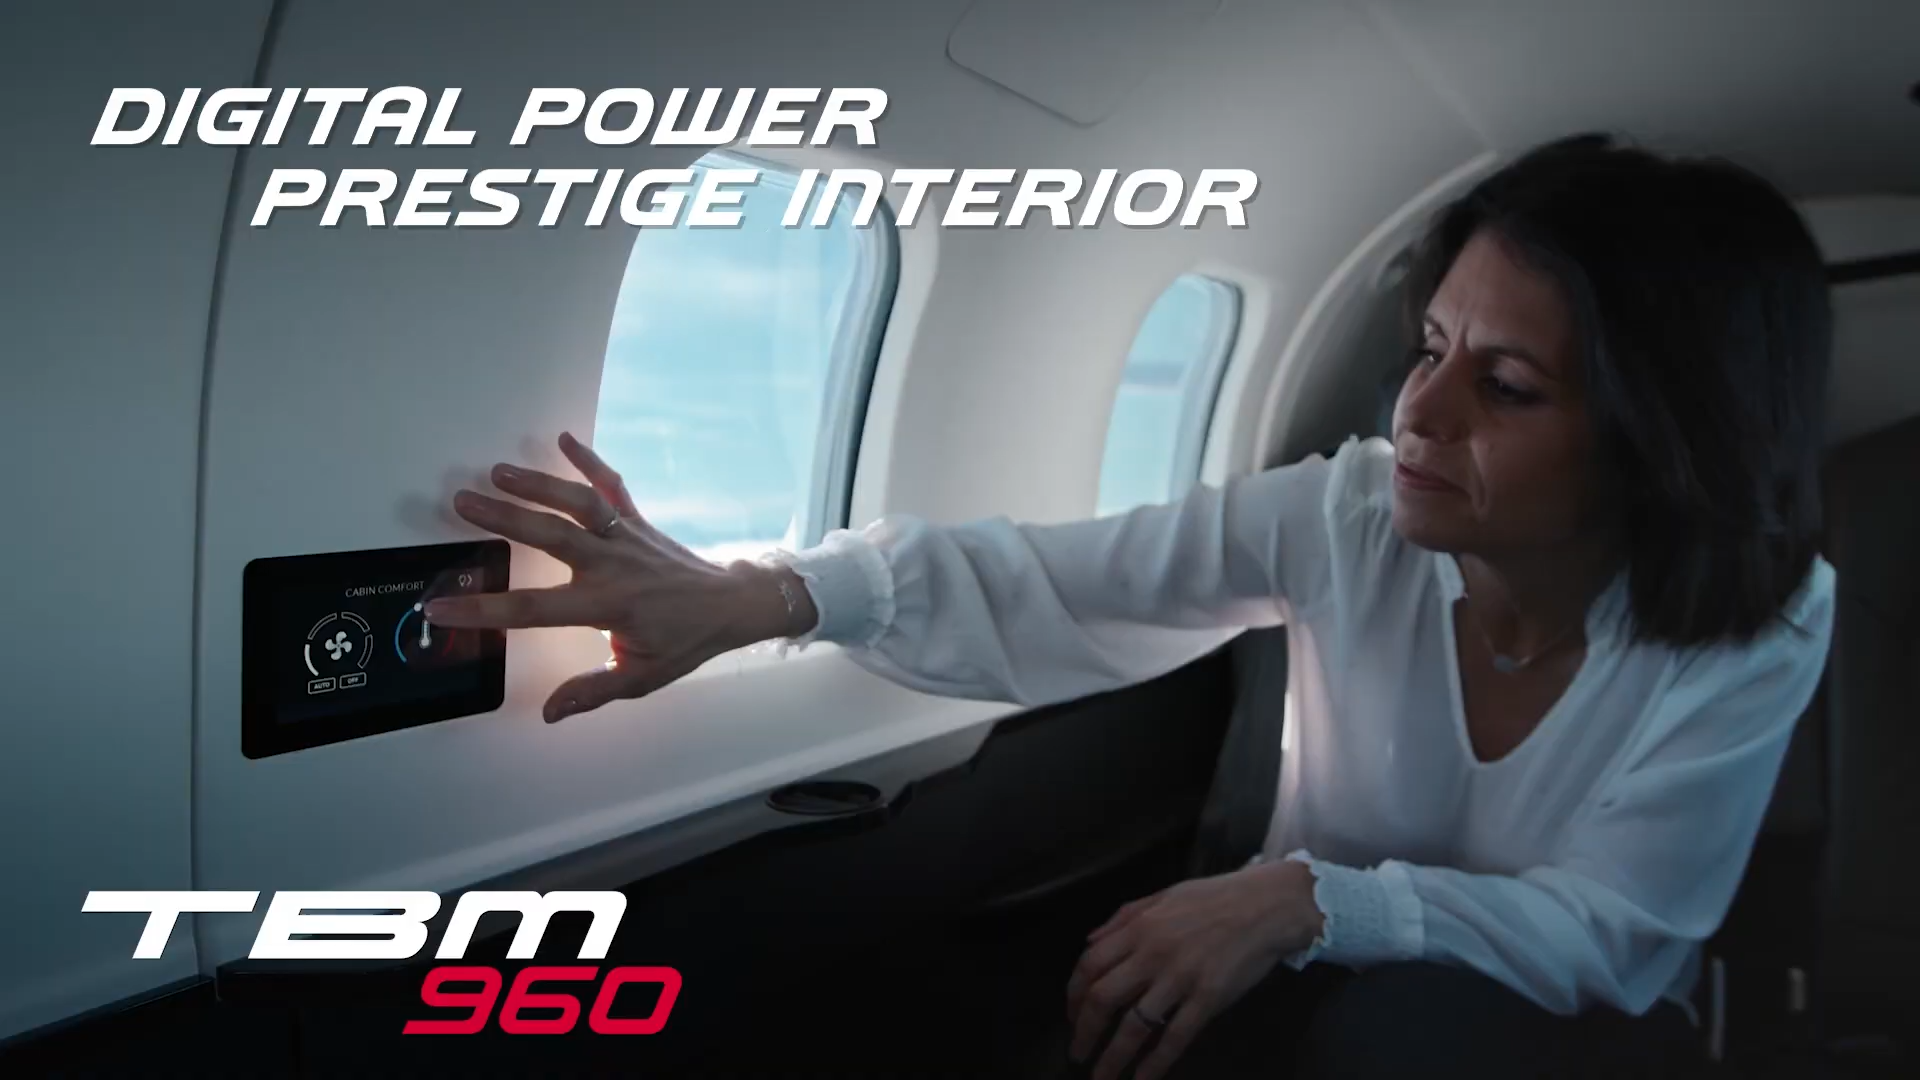 DIGITAL POWER
PRESTIGE INTERIOR
CABIN COMFORT
AUTO OFF
TBM
960